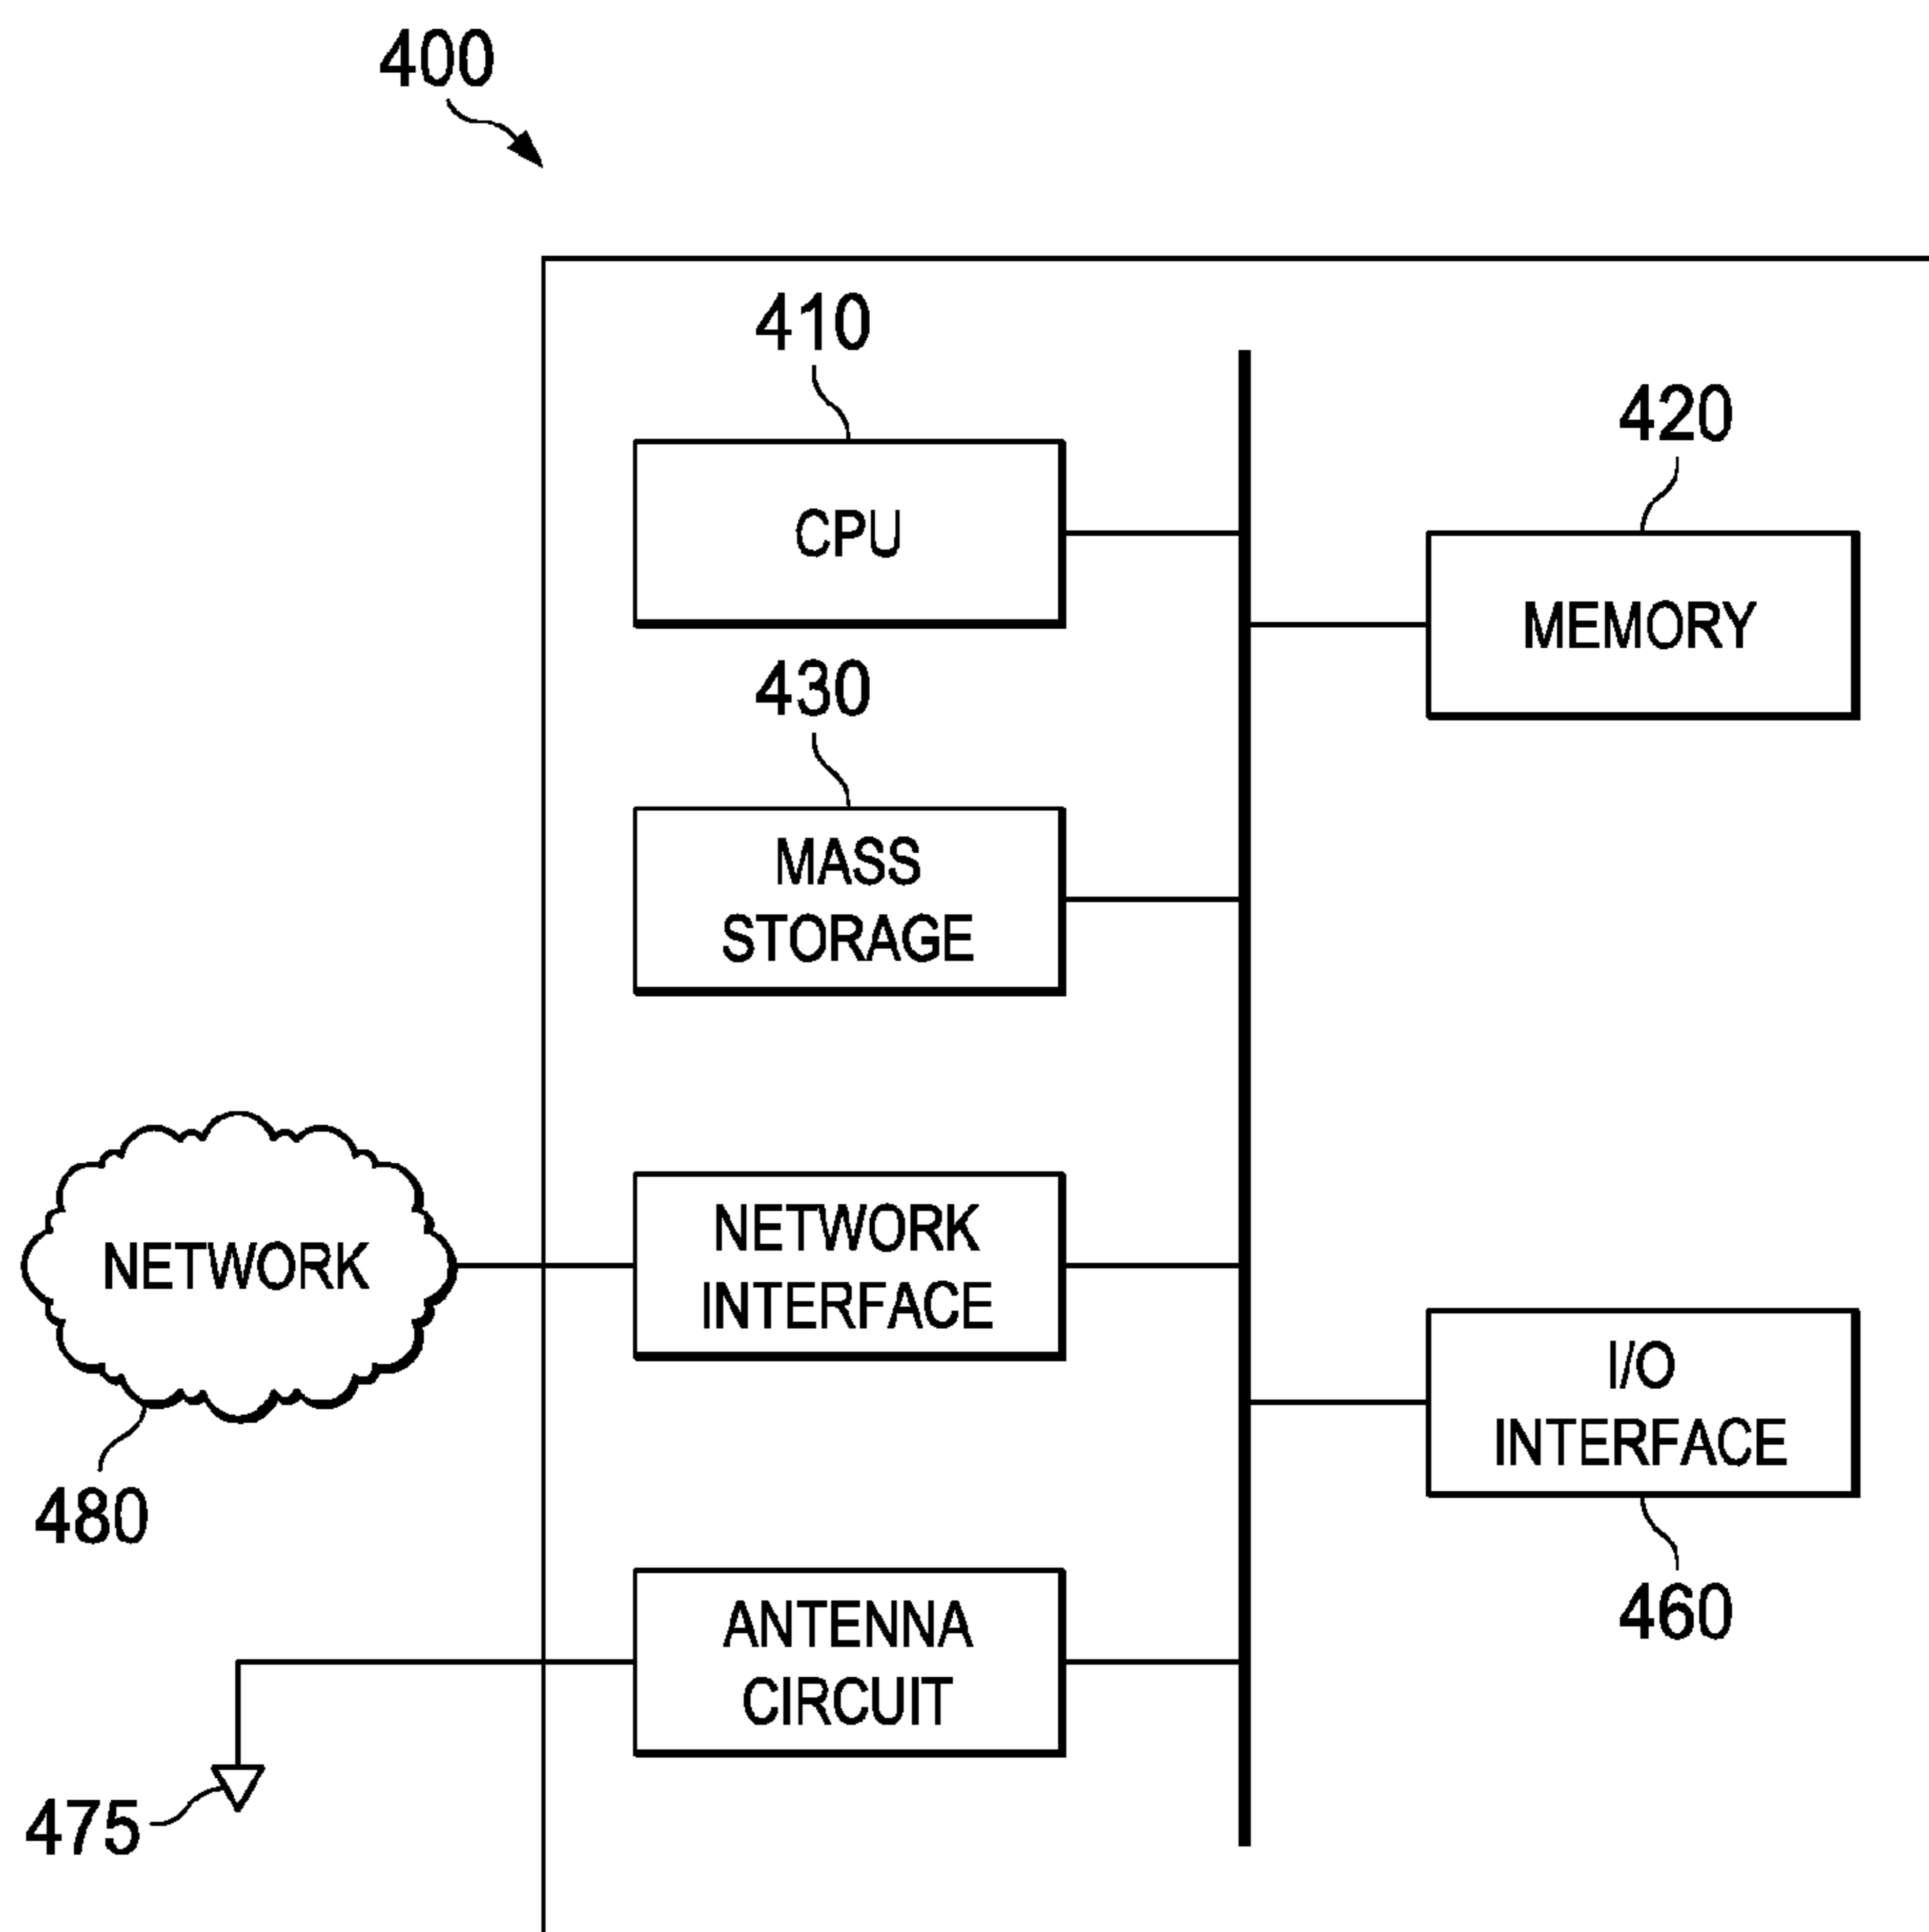 400
410
CPU
420
MEMORY
430
MASS
STORAGE
NETWORK
NETWORK
INTERFACE
480
I/O
INTERFACE
460
ANTENNA
CIRCUIT
475